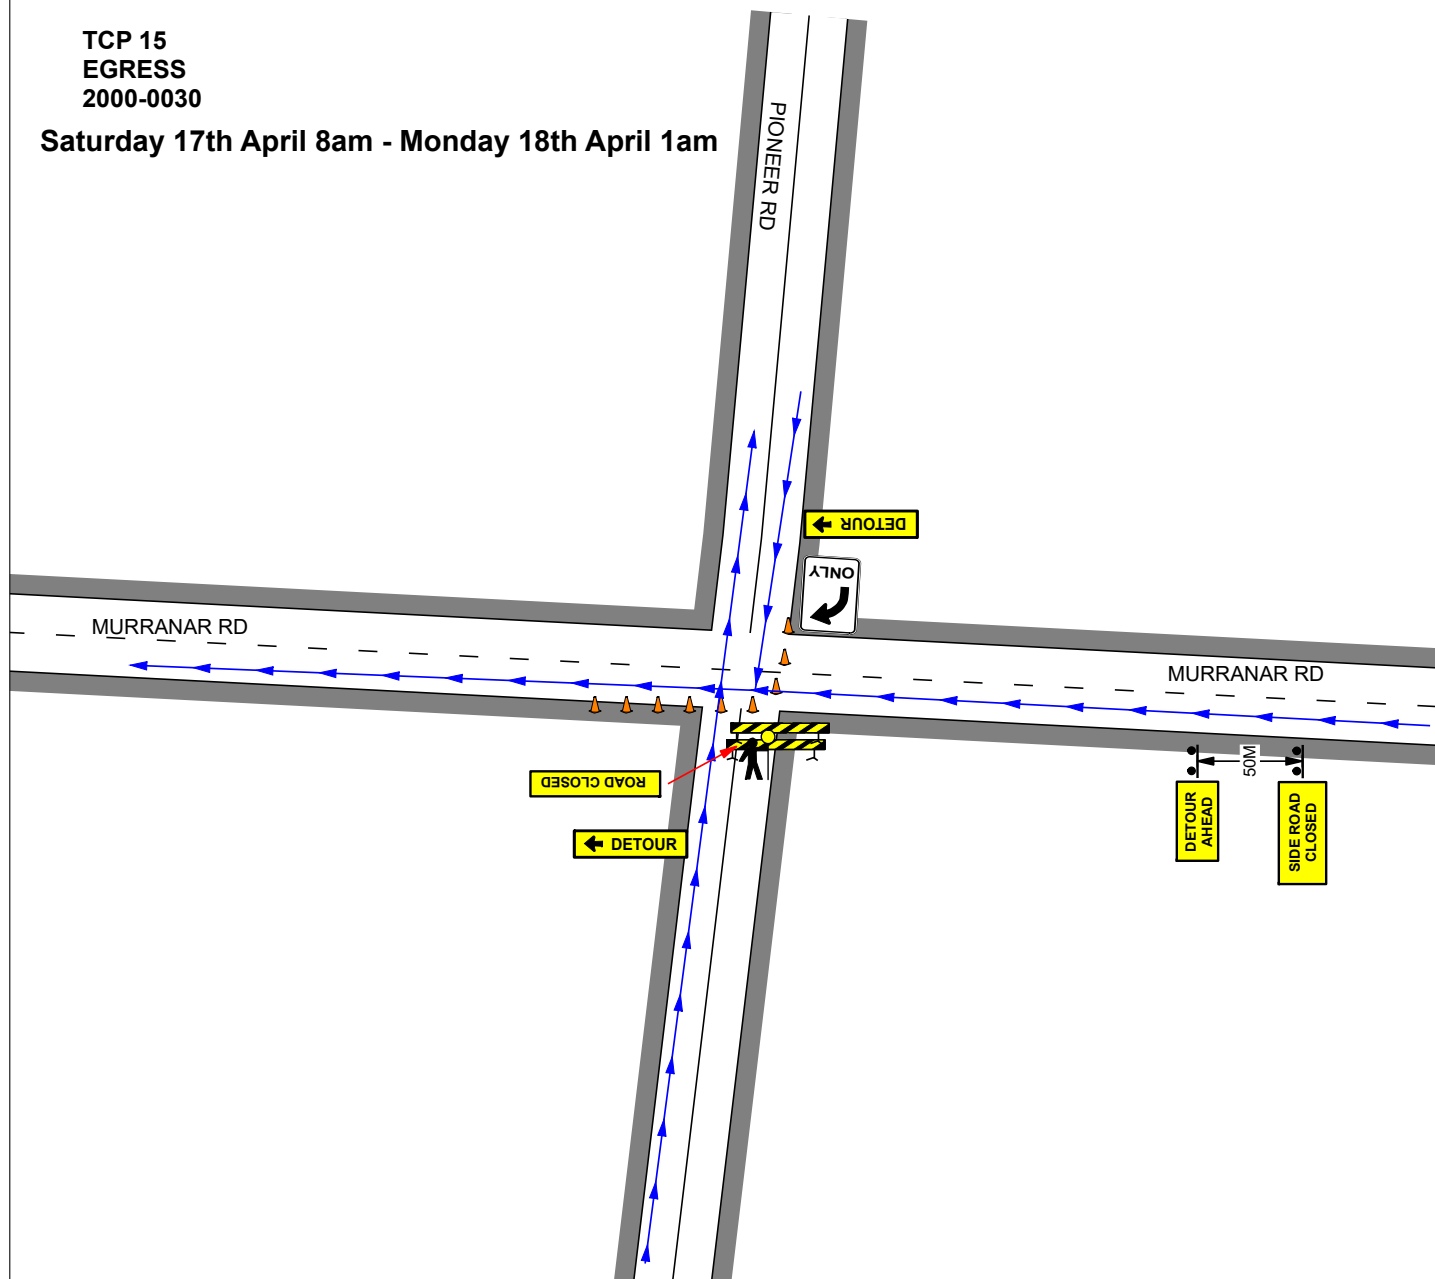 TCP 15
EGRESS
2000-0030
Saturday 17th April 8am - Monday 18th April 1am
PIONEER RD
DETOUR
ONLY
MURRANAR RD
MURRANAR RD
ROAD CLOSED
DETOUR
50M
DETOUR
AHEAD
SIDE ROAD
CLOSED